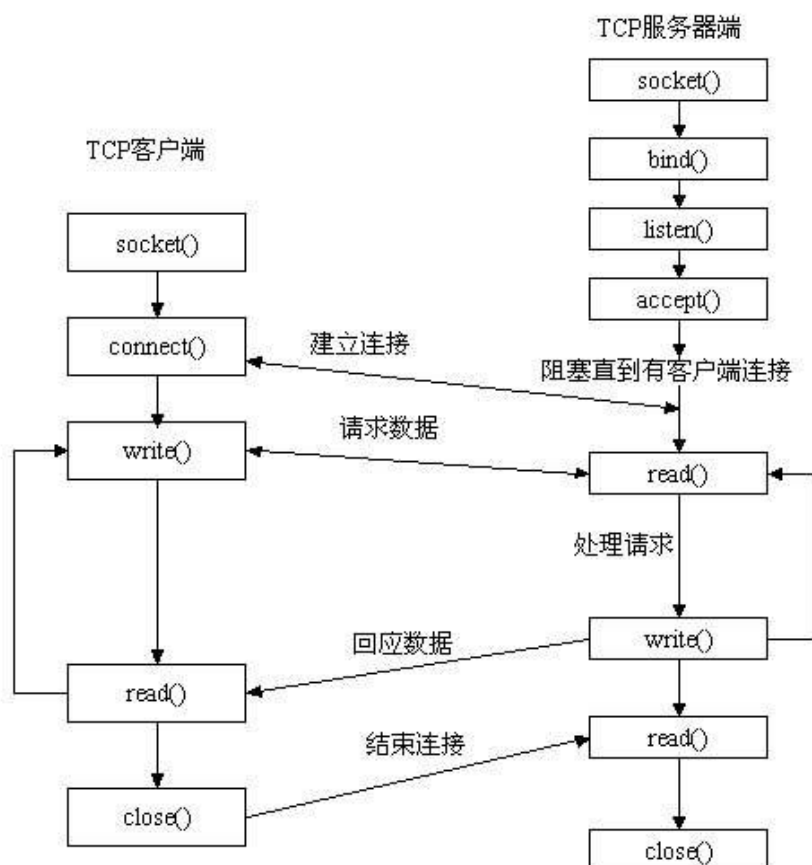 TCP服务器端
socket()
bind()
TCP客户端
listen()
socket()
accept()
connect()
建立连接
阻塞直到有客户端连接
请求数据
write()
read()
处理请求
回应数据
write()
read()
read()
结束连接
close()
close()